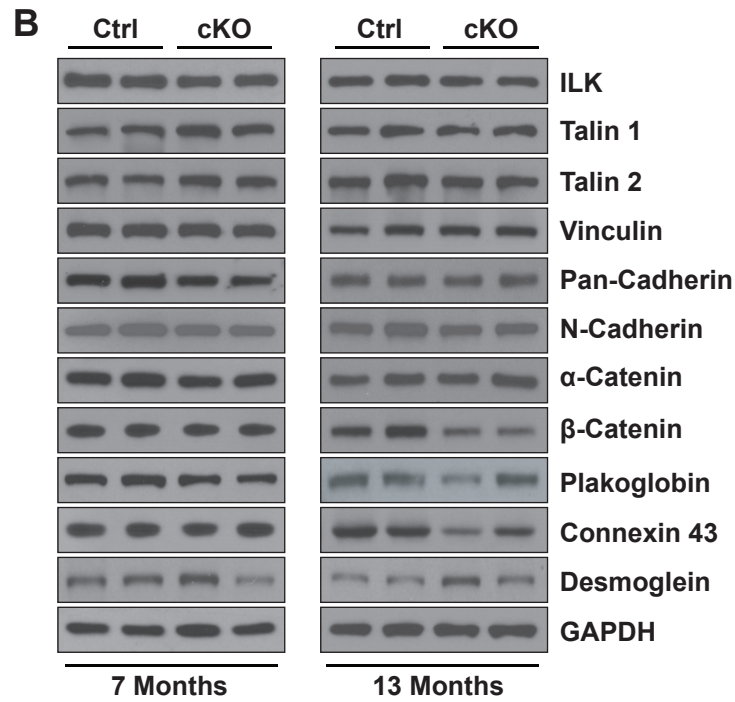 B
Ctrl cKO Ctrl cKO
ILK
Talin 1
Talin 2
Vinculin
Pan-Cadherin
N-Cadherin
α-Catenin
β-Catenin
Plakoglobin
Connexin 43
Desmoglein
GAPDH
7 Months 13 Months